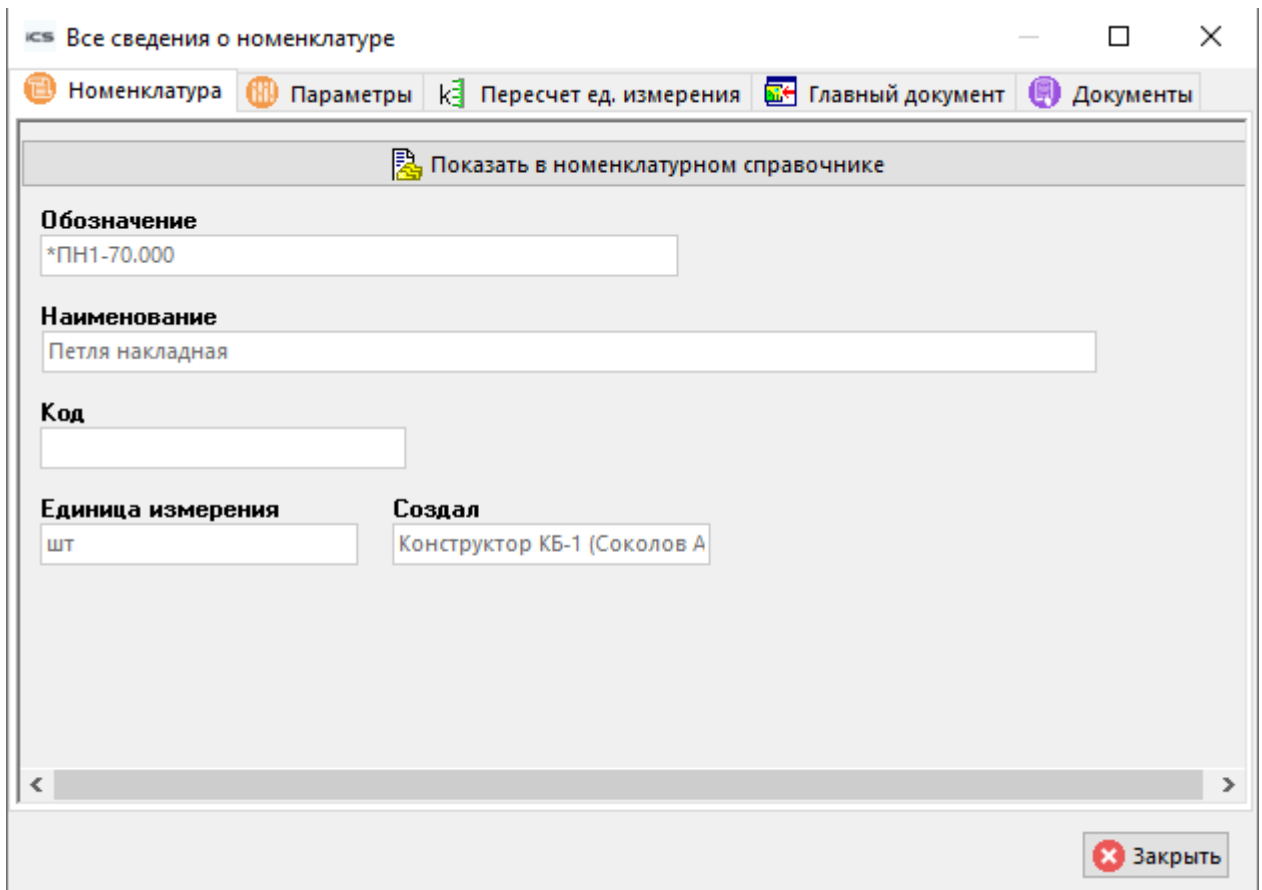 iCS Все сведения о номенклатуре
Номенклатура Параметры Пересчет ед. измерения Главный документ Документы
Показать в номенклатурном справочнике
Обозначение
*ПН1-70.000
Наименование
Петля накладная
Код
Единица измерения Создал
шт Конструктор КБ-1 (Соколов А
Закрыть